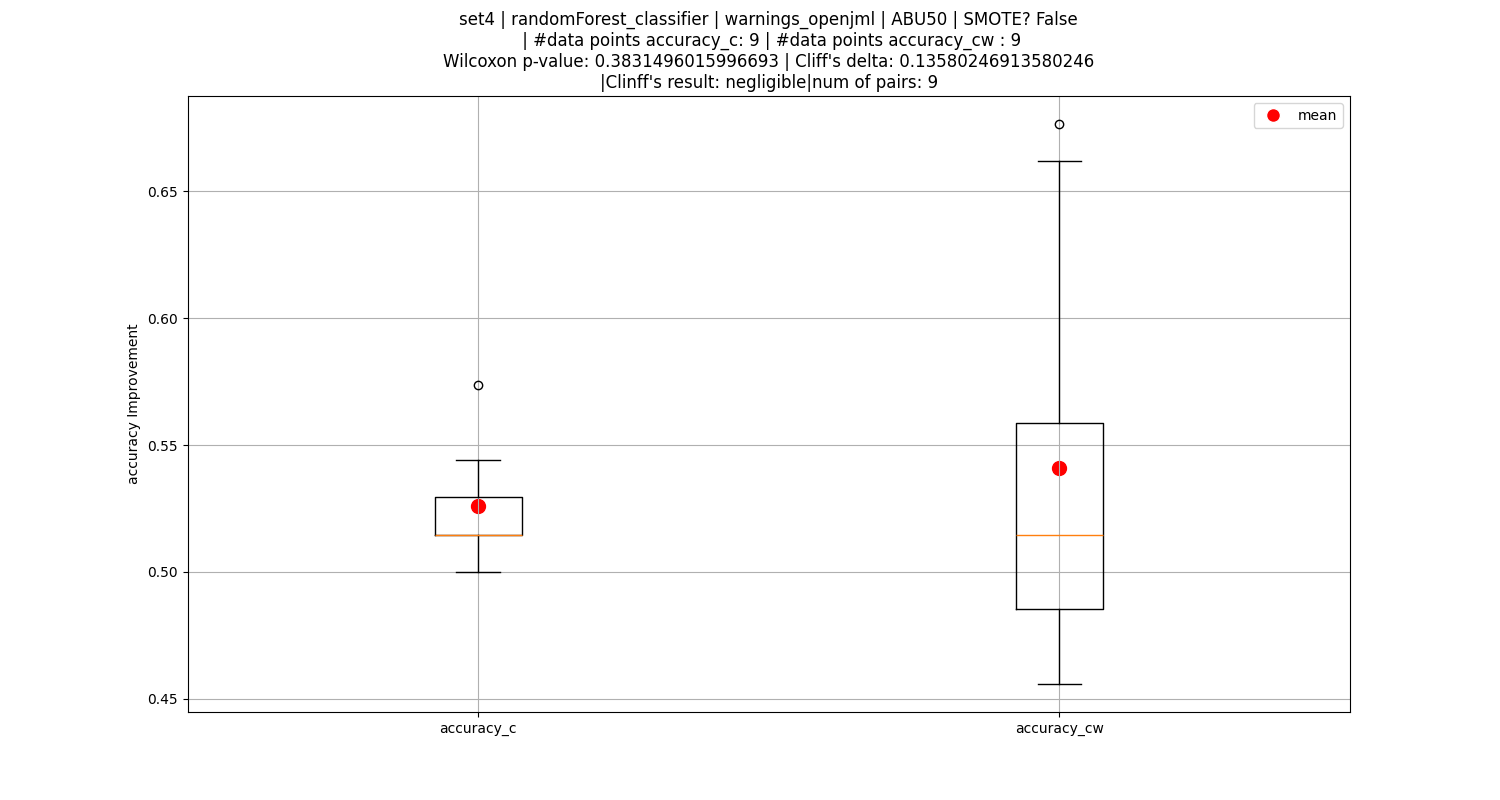 set4 | randomForest_classifier | warnings_openjml | ABU50 | SMOTE? False
| #data points accuracy_c: 9 | #data points accuracy_cw : 9
Wilcoxon p-value: 0.3831496015996693 | Cliff's delta: 0.13580246913580246
|Clinff's result: negligible|num of pairs: 9
mean
accuracy Improvement
0.65
0.60
0.55
0.50
0.45
accuracy_c
accuracy_cw